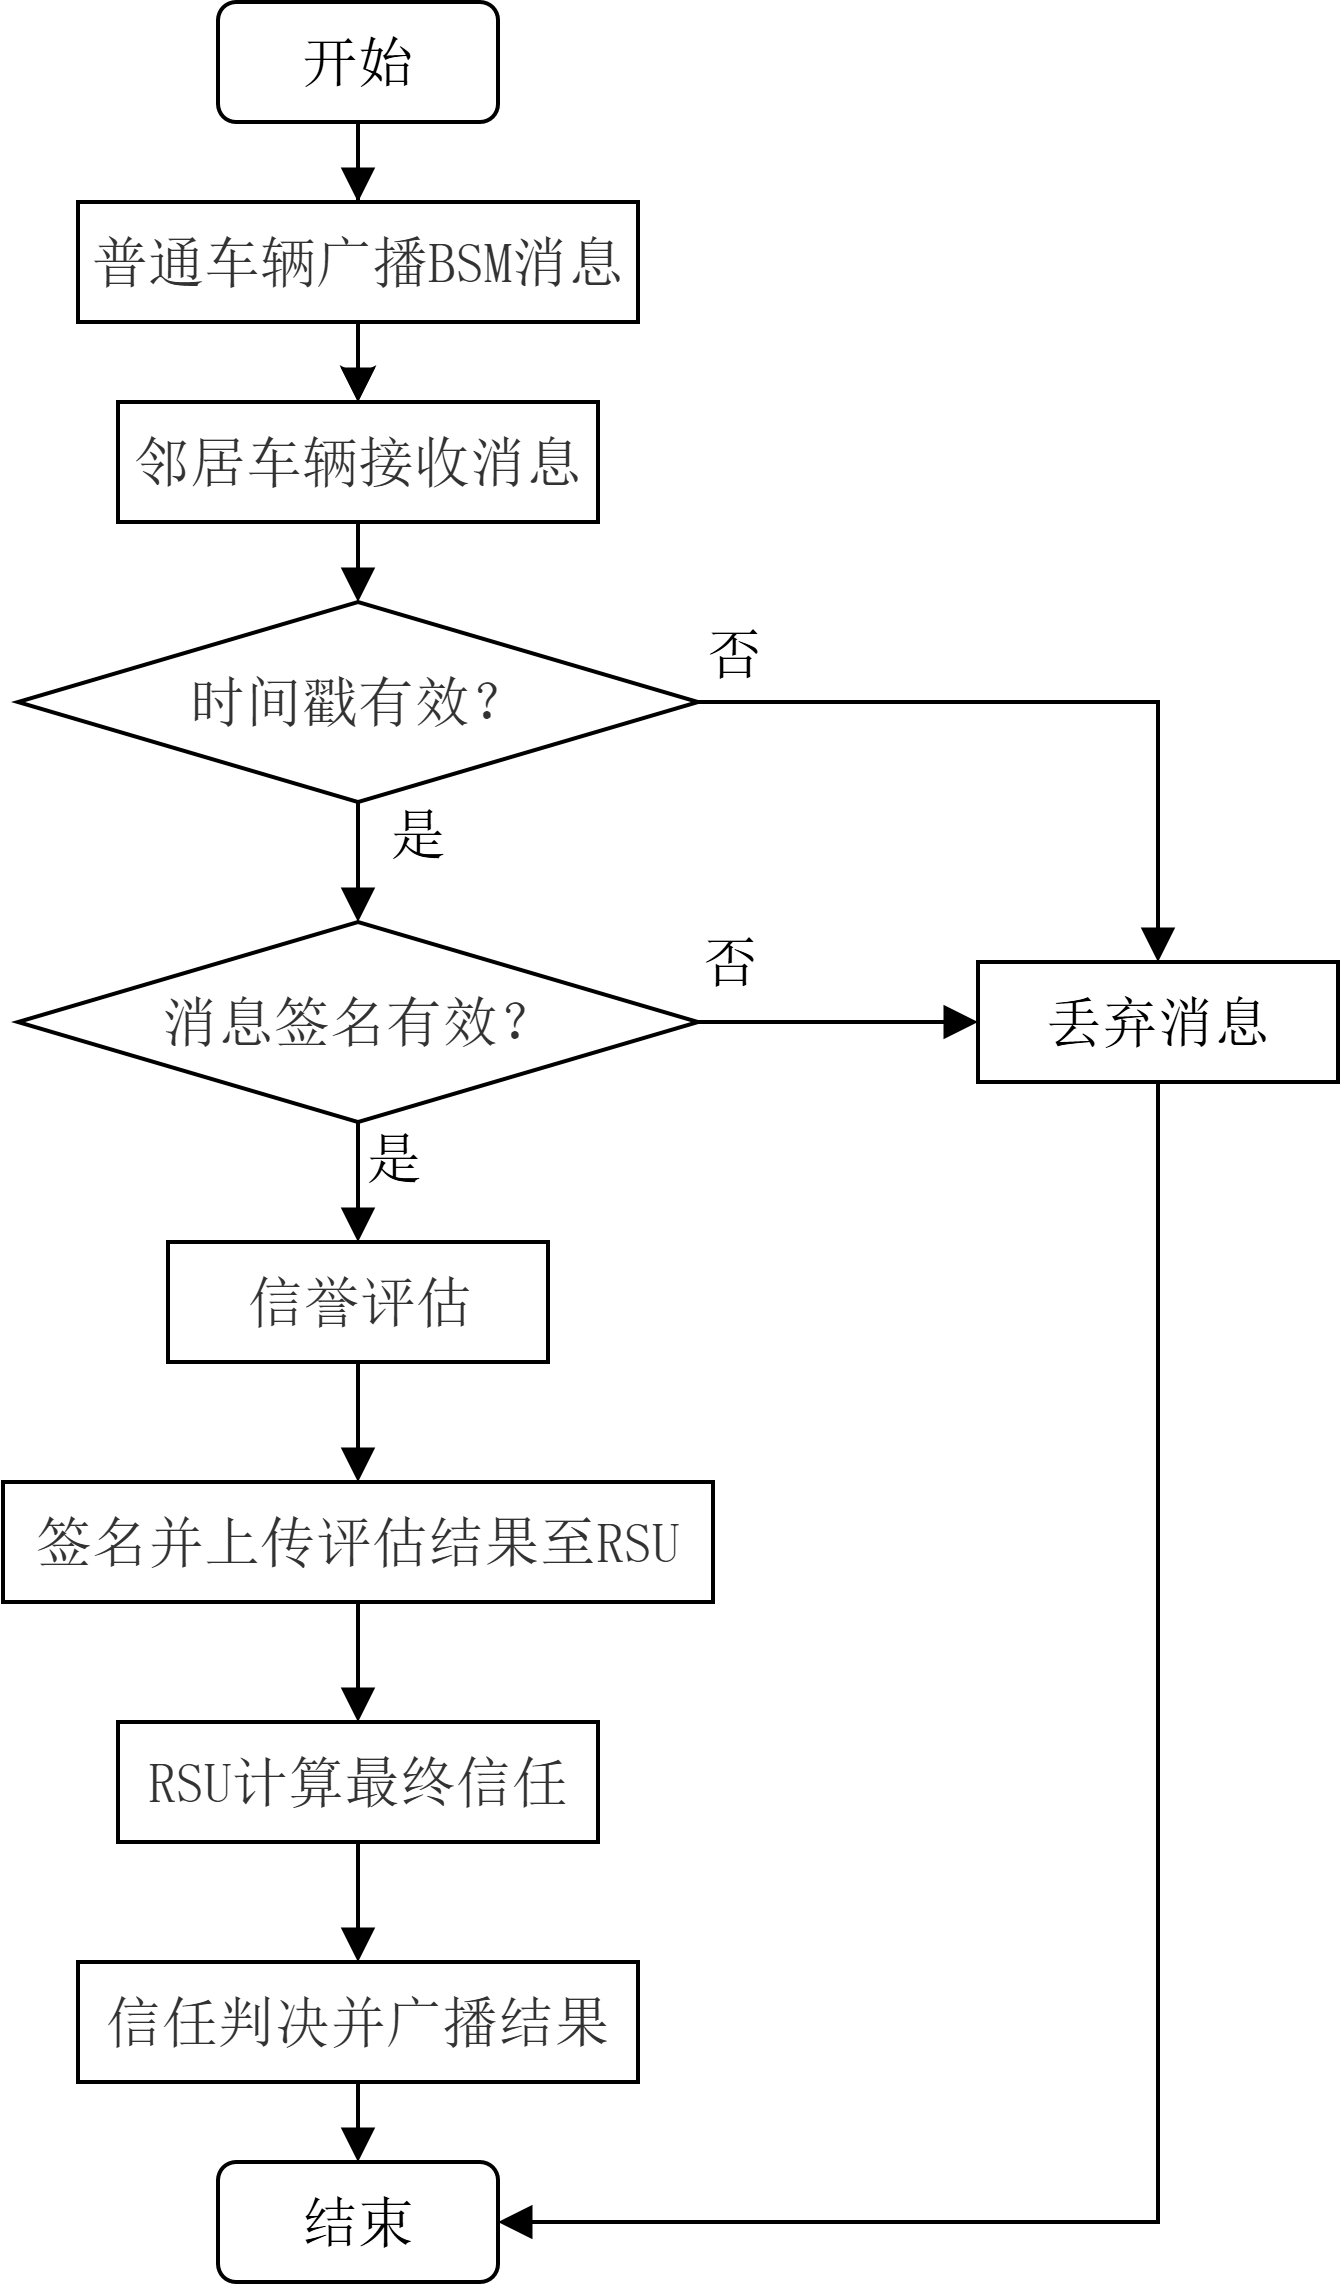 开始
普通车辆广播BSM消息
邻居车辆接收消息
时间戳有效？
否
是
消息签名有效？
否
丢弃消息
是
信誉评估
签名并上传评估结果至RSU
RSU计算最终信任
信任判决并广播结果
结束